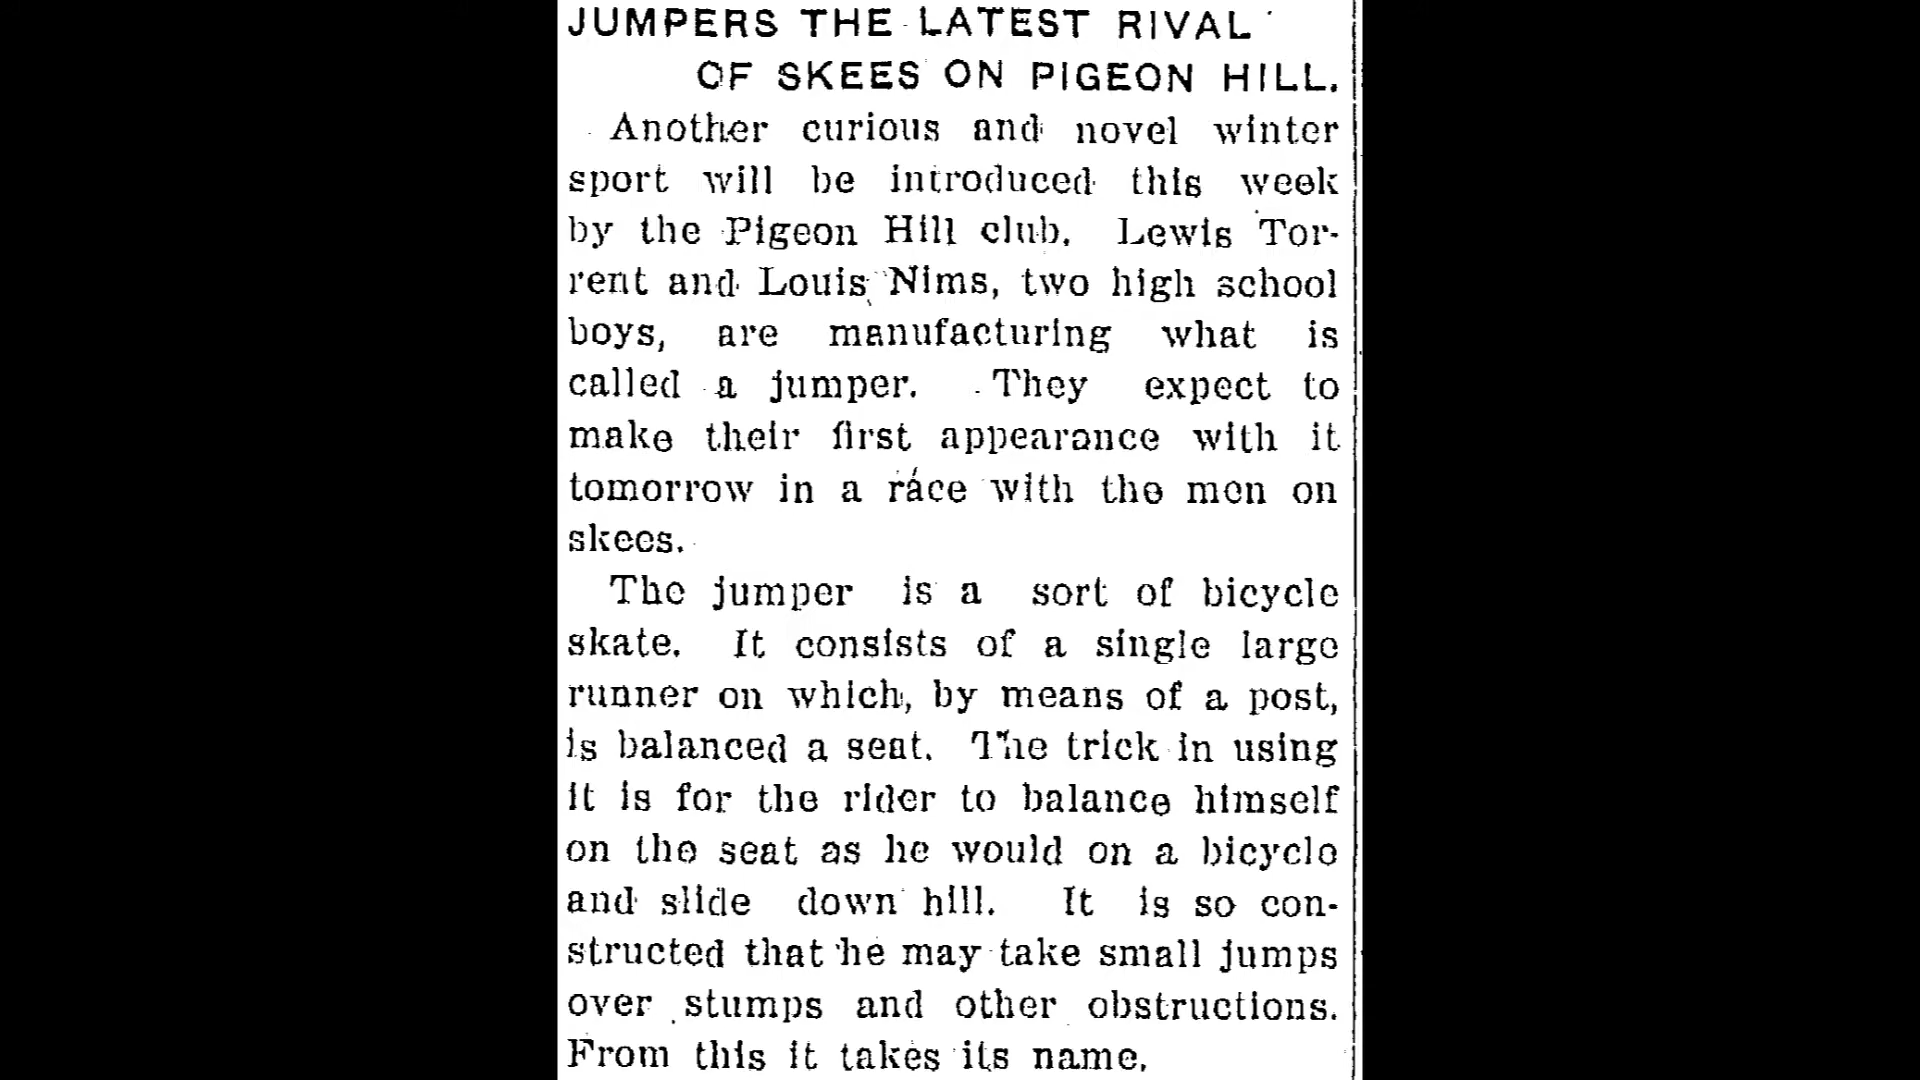 JUMPERS THE LATEST RIVAL
OF SKEES ON PIGEON HILL.
Another curious and novel winter
sport will be introduced this week
by the Pigeon Hill club. Lewis Tor-
rent and Louis Nims, two high school
boys, are manufacturing what is
called a jumper. They expect to
make their first appearance with it
tomorrow in a race with the men on
skees.
The jumper is a sort of bicycle
skate. It consists of a single large
runner on which, by means of a post,
is balanced a seat. The trick in using
it is for the rider to balance himself
on the seat as he would on a bicycle
and slide down hill. It is so con-
structed that he may take small jumps
over stumps and other obstructions.
From this it takes its name.